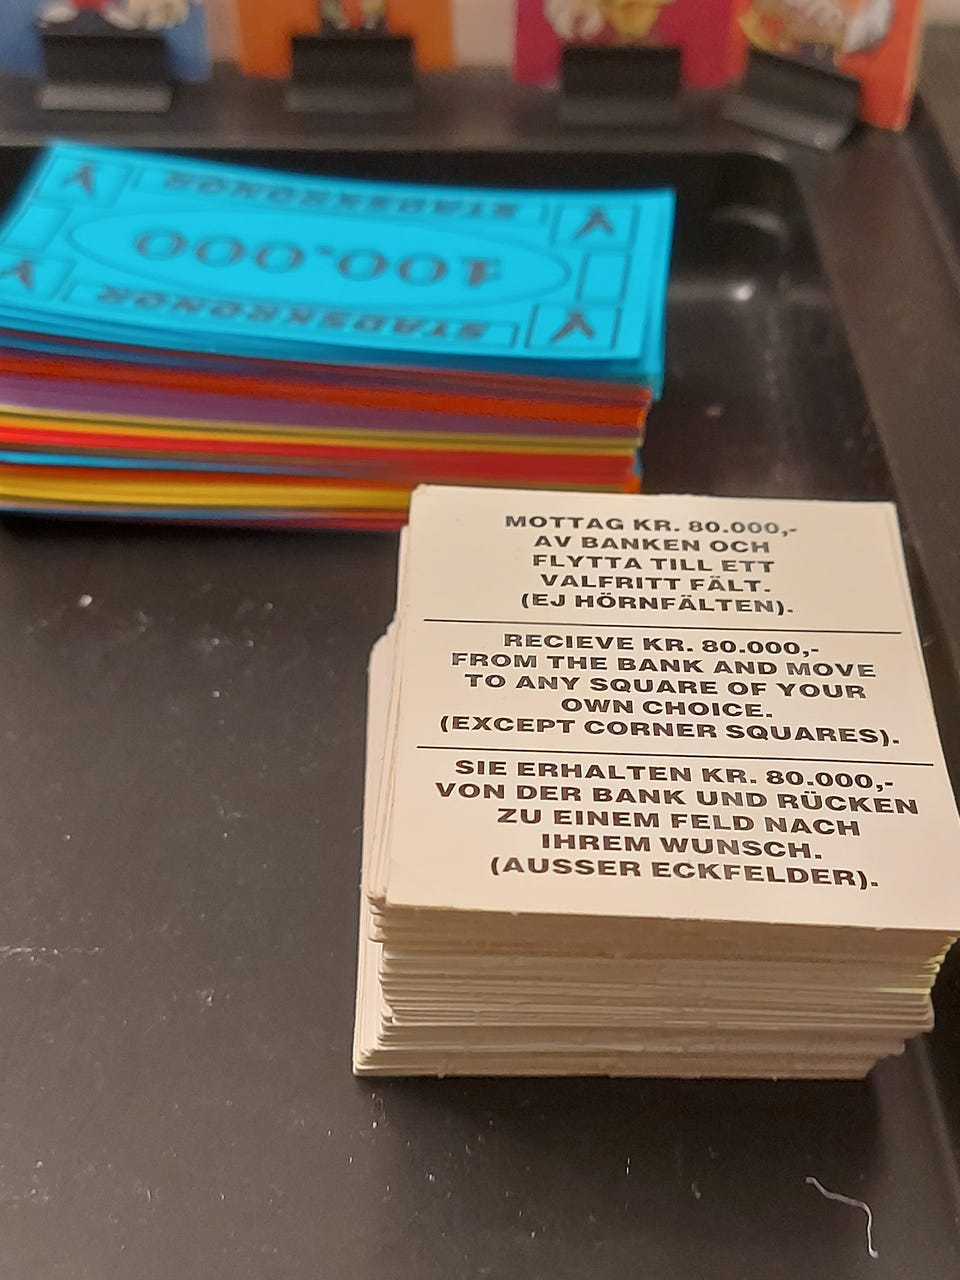 STADSKRONOR
100.000
STADSKRONOR
MOTTAG KR. 80.000,-
AV BANKEN OCH
FLYTTA TILL ETT
VALFRITT FÄLT.
(EJ HÖRNFÄLTEN).
RECIEVE KR. 80.000,-
FROM THE BANK AND MOVE
TO ANY SQUARE OF YOUR
OWN CHOICE.
(EXCEPT CORNER SQUARES).
SIE ERHALTEN KR. 80.000,-
VON DER BANK UND RÜCKEN
ZU EINEM FELD NACH
IHREM WUNSCH.
(AUSSER ECKFELDER).